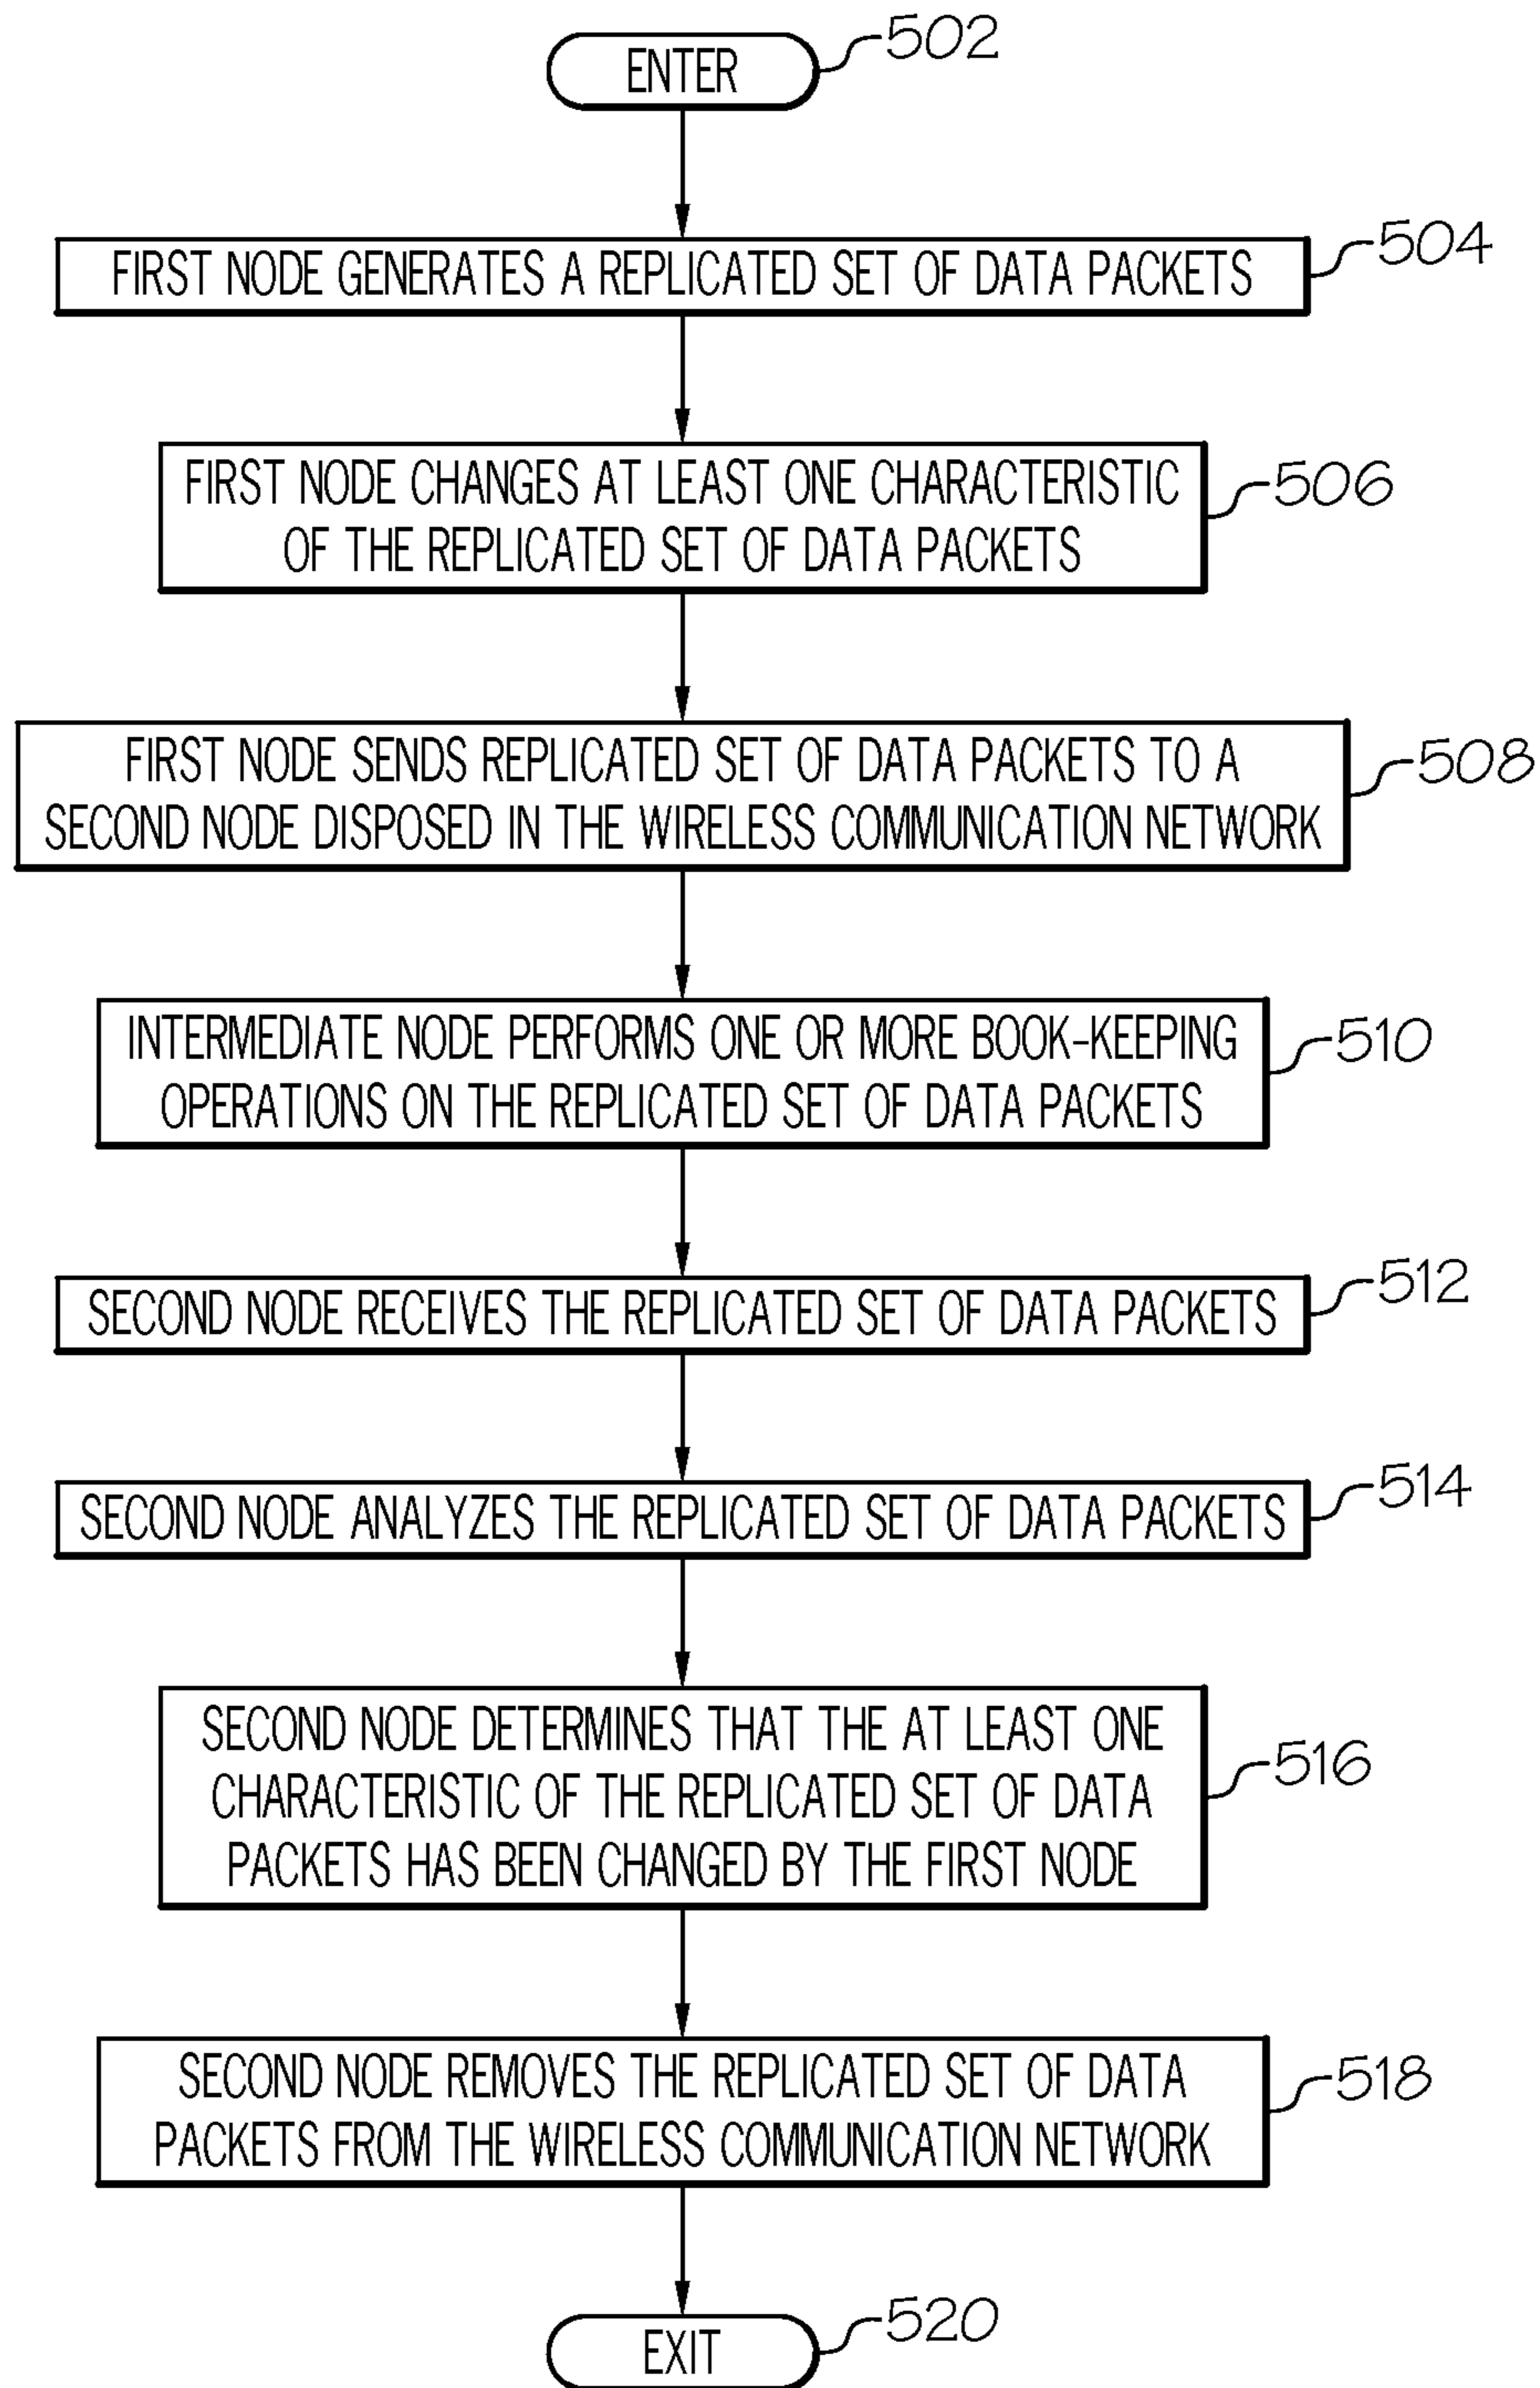 ENTER
502
FIRST NODE GENERATES A REPLICATED SET OF DATA PACKETS
504
FIRST NODE CHANGES AT LEAST ONE CHARACTERISTIC
OF THE REPLICATED SET OF DATA PACKETS
506
FIRST NODE SENDS REPLICATED SET OF DATA PACKETS TO A
SECOND NODE DISPOSED IN THE WIRELESS COMMUNICATION NETWORK
508
INTERMEDIATE NODE PERFORMS ONE OR MORE BOOK-KEEPING
OPERATIONS ON THE REPLICATED SET OF DATA PACKETS
510
SECOND NODE RECEIVES THE REPLICATED SET OF DATA PACKETS
512
SECOND NODE ANALYZES THE REPLICATED SET OF DATA PACKETS
514
SECOND NODE DETERMINES THAT THE AT LEAST ONE
CHARACTERISTIC OF THE REPLICATED SET OF DATA
PACKETS HAS BEEN CHANGED BY THE FIRST NODE
516
SECOND NODE REMOVES THE REPLICATED SET OF DATA
PACKETS FROM THE WIRELESS COMMUNICATION NETWORK
518
EXIT
520